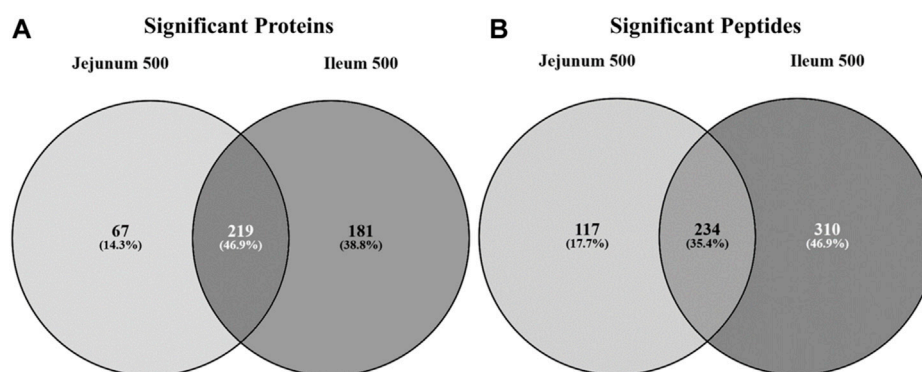 A
Significant Proteins
Jejunum 500
Ileum 500
67
(14.3%)
219
(46.9%)
181
(38.8%)
B
Significant Peptides
Jejunum 500
Ileum 500
117
(17.7%)
234
(35.4%)
310
(46.9%)